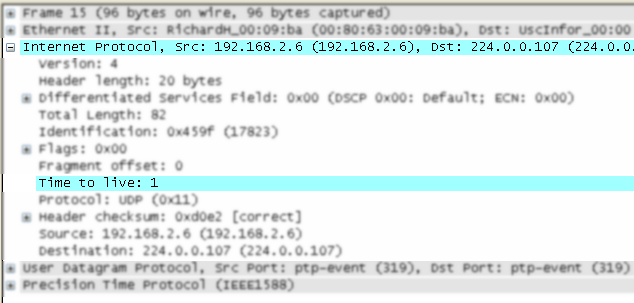 Frame 15 (96 bytes on wire, 96 bytes captured)
Ethernet II, Src: RichardH_00:09:ba (00:80:63:00:09:ba), Dst: UscInfor_00:00
Internet Protocol, Src: 192.168.2.6 (192.168.2.6), Dst: 224.0.0.107 (224.0.0.
Version: 4
Header length: 20 bytes
Differentiated Services Field: 0x00 (DSCP 0x00: Default; ECN: 0x00)
Total Length: 82
Identification: 0x459f (17823)
Flags: 0x00
Fragment offset: 0
Time to live: 1
Protocol: UDP (0x11)
Header checksum: 0xd0e2 [correct]
Source: 192.168.2.6 (192.168.2.6)
Destination: 224.0.0.107 (224.0.0.107)
User Datagram Protocol, Src Port: ptp-event (319), Dst Port: ptp-event (319)
Precision Time Protocol (IEEE1588)